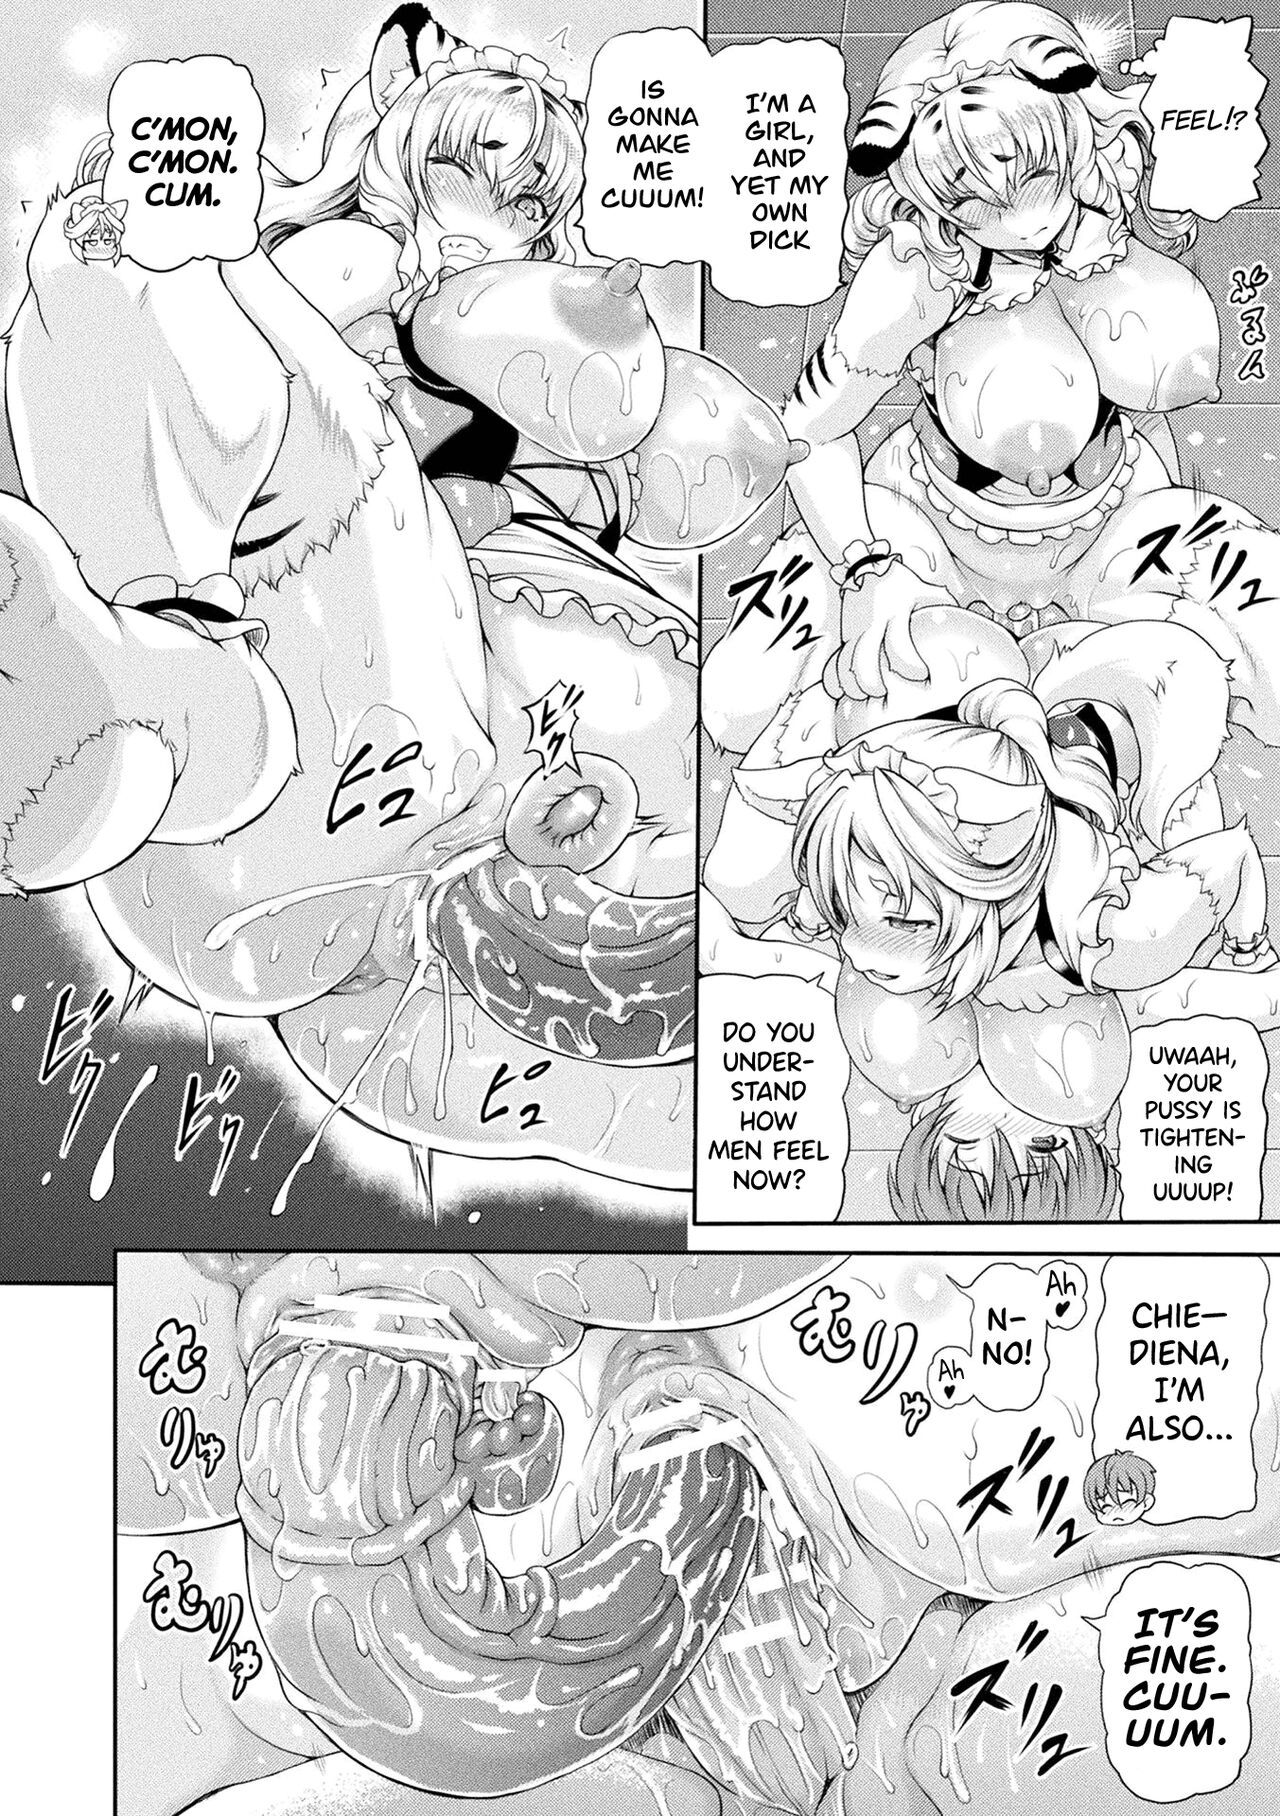 FEEL!?
ぶるん
I'M A
GIRL,
AND
YET MY
OWN
DICK
IS
GONNA
MAKE
ME
CUUUM!
ズリュ
ズリュ
UWAAH,
YOUR
PUSSY IS
TIGHTEN-
ING
UUUUP!
DO YOU
UNDER-
STAND
HOW
MEN FEEL
NOW?
C'MON,
C'MON.
CUM.
ビク
ピュ
ピュ
ビクッ
ビクッ
CHIE—
DIENA,
I'M
ALSO...
Ah
N-
NO!
Ah
むりゅ
むりゅ
むりゅ
ズリュ
ズリュ
IT'S
FINE.
CUU-
UUM.